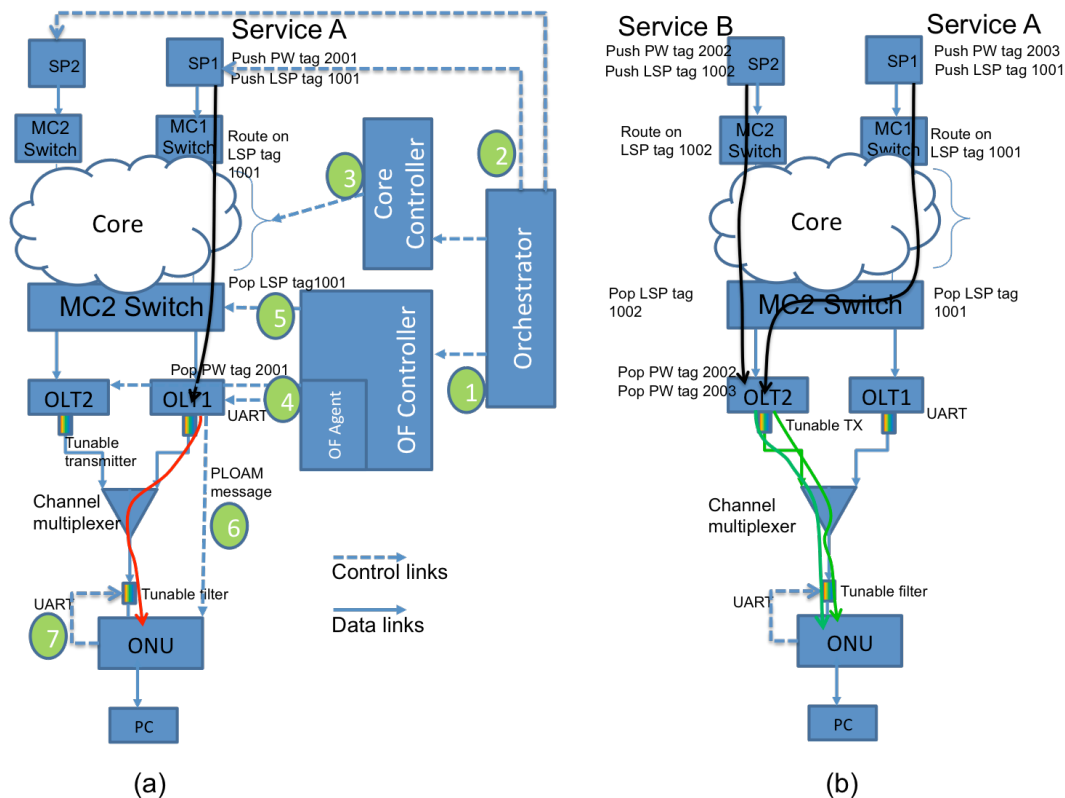 Service A
SP2
SP1
Push PW tag 2001
Push LSP tag 1001
MC2
Switch
MC1
Switch
Route on
LSP tag
1001
2
3
Core
Controller
Core
Orchestrator
Pop LSP tag1001
MC2 Switch
5
OF Controller
1
Pop PW tag 2001
OLT2
OLT1
UART
4
OF Agent
Tunable
transmitter
PLOAM
message
6
Channel
multiplexer
Control links
UART
Tunable filter
Data links
7
ONU
PC
(a)
Service B
Service A
Push PW tag 2002
Push LSP tag 1002
SP2
SP1
Push PW tag 2003
Push LSP tag 1001
Route on
LSP tag 1002
MC2
Switch
MC1
Switch
Route on
LSP tag 1001
Core
Pop LSP tag
1002
MC2 Switch
Pop LSP tag
1001
Pop PW tag 2002
Pop PW tag 2003
OLT2
OLT1
UART
Tunable TX
Channel
multiplexer
UART
Tunable filter
ONU
PC
(b)